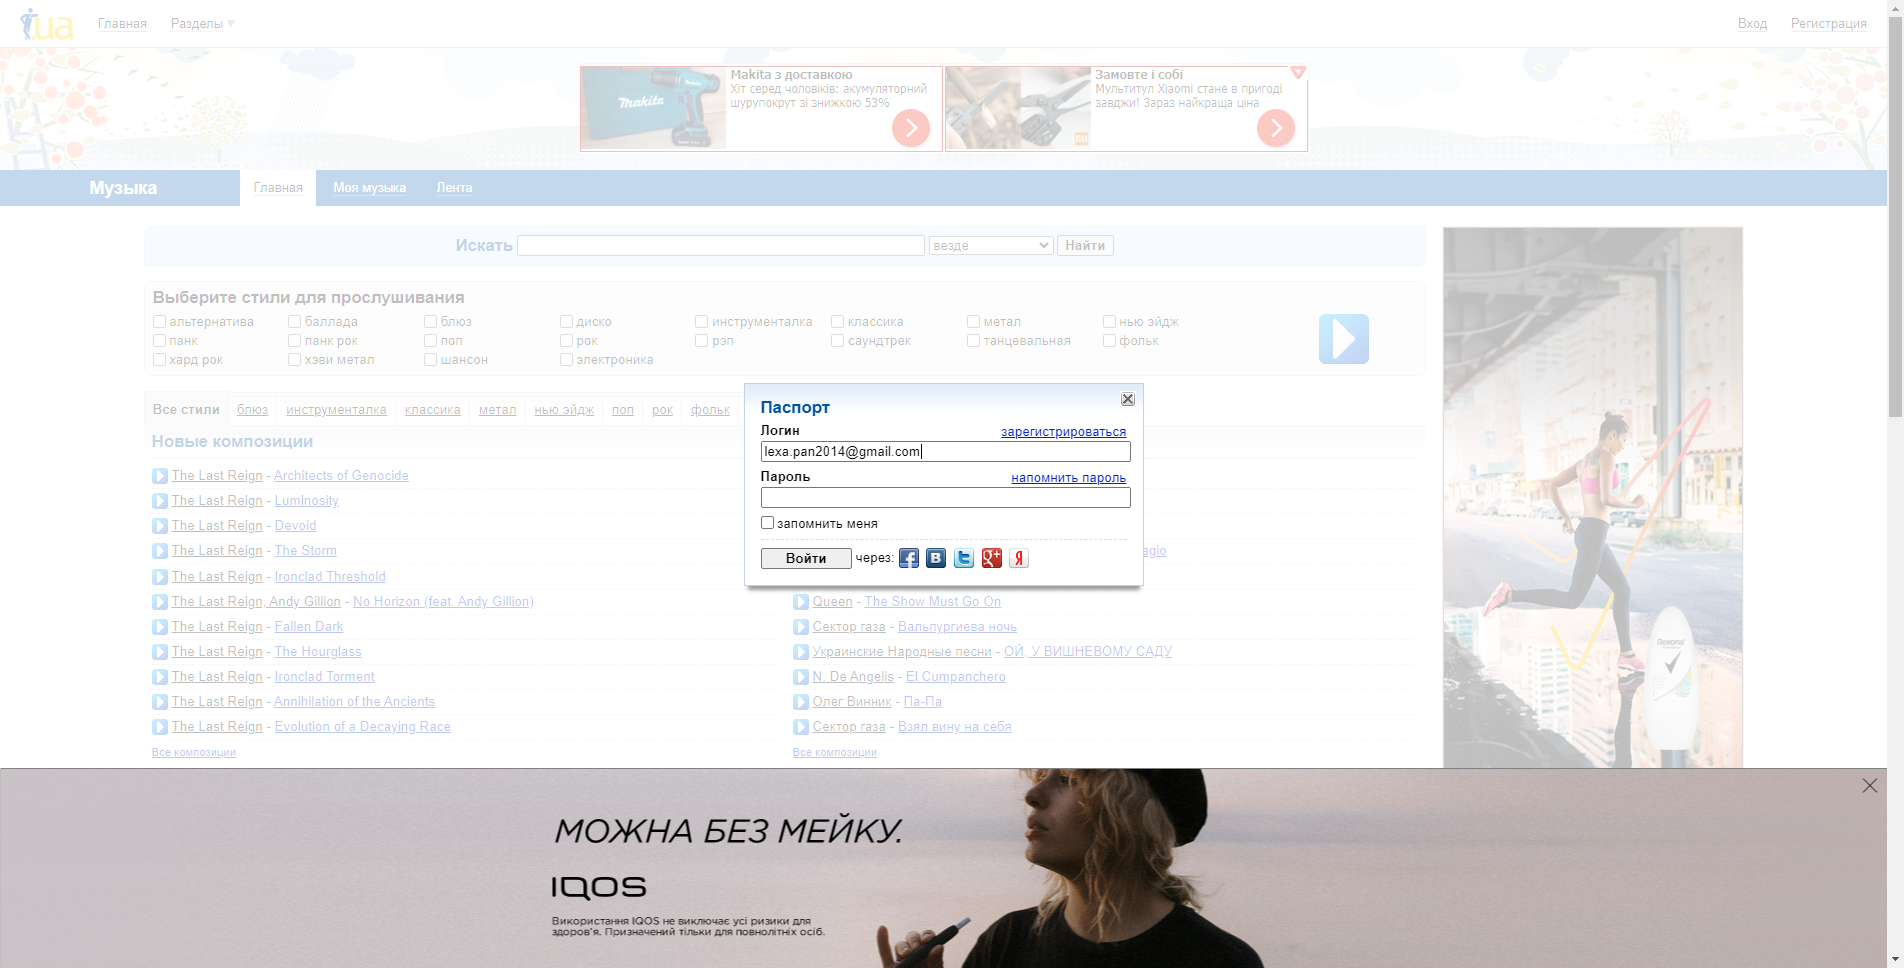 i.ua
Главная
Разделы
Вход
Регистрация
Makita з доставкою
Хіт серед чоловіків: акумуляторний
шурупокрут зі знижкою 53%
Замовте і собі
Мультитул Xiaomi стане в пригоді
завджи! Зараз найкраща ціна
makita
Музыка
Главная
Моя музыка
Лента
Искать
везде
Найти
Выберите стили для прослушивания
альтернатива
баллада
блюз
диско
инструменталка
классика
метал
нью эйдж
панк
панк рок
поп
рок
рэп
саундтрек
танцевальная
фольк
хард рок
хэви метал
шансон
электроника
Все стили
блюз
инструменталка
классика
метал
нью эйдж
поп
рок
фольк
Паспорт
Логин
зарегистрироваться
lexa.pan2014@gmail.com
Пароль
напомнить пароль
запомнить меня
Войти
через:
Новые композиции
The Last Reign - Architects of Genocide
The Last Reign - Luminosity
The Last Reign - Devoid
The Last Reign - The Storm
The Last Reign - Ironclad Threshold
The Last Reign, Andy Gillion - No Horizon (feat. Andy Gillion)
The Last Reign - Fallen Dark
The Last Reign - The Hourglass
The Last Reign - Ironclad Torment
The Last Reign - Annihilation of the Ancients
The Last Reign - Evolution of a Decaying Race
Все композиции
agio
Queen - The Show Must Go On
Сектор газа - Вальпургиева ночь
Украинские Народные песни - ОЙ, У ВИШНЕВОМУ САДУ
N. De Angelis - El Cumpanchero
Олег Винник - Па-Па
Сектор газа - Взял вину на себя
Все композиции
Rexona
МОЖНА БЕЗ МЕЙКУ.
IQOS
Використання IQOS не виключає усі ризики для
здоров'я. Призначений тільки для повнолітніх осіб.